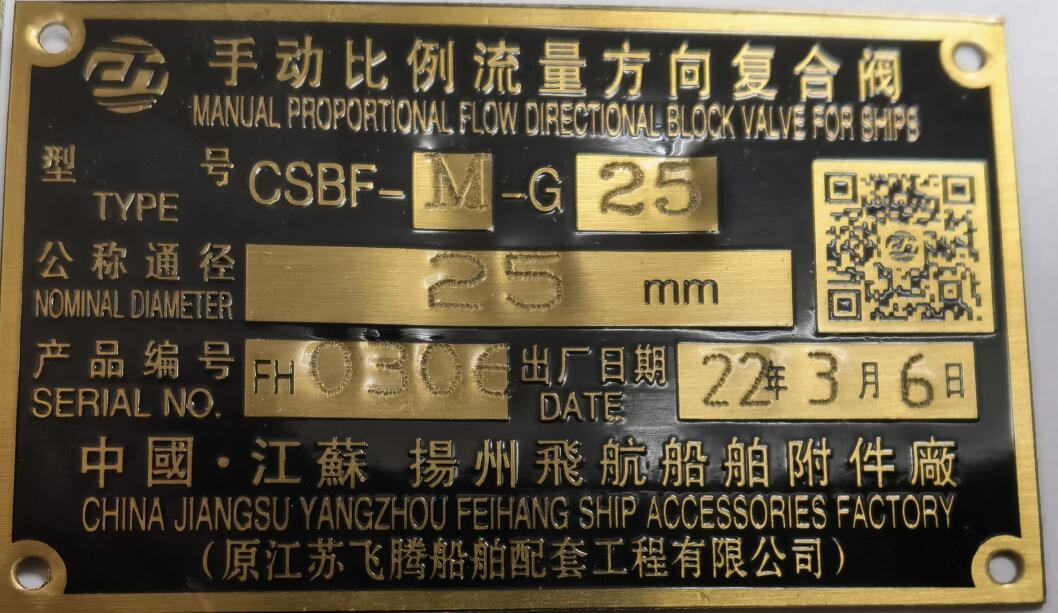 手动比例流量方向复合阀
MANUAL PROPORTIONAL FLOW DIRECTIONAL BLOCK VALVE FOR SHIPS
型 号 CSBF-M-G25
TYPE
公称通径 25 mm
NOMINAL DIAMETER
产品编号 FH0306 出厂日期 22年3月6日
SERIAL NO. DATE
中國·江蘇 揚州飛航船舶附件廠
CHINA JIANGSU YANGZHOU FEIHANG SHIP ACCESSORIES FACTORY
(原江苏飞腾船舶配套工程有限公司)